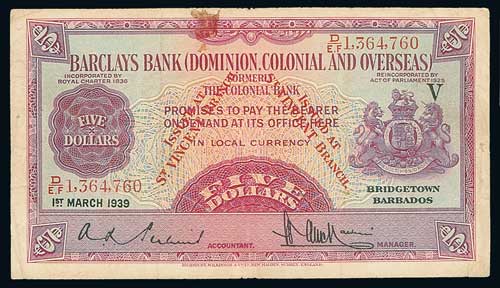 D/EF 1,364,760
BARCLAYS BANK (DOMINION, COLONIAL AND OVERSEAS)
INCORPORATED BY
ROYAL CHARTER 1836
FORMERLY
THE COLONIAL BANK
REINCORPORATED BY
ACT OF PARLIAMENT 1925
V
PROMISES TO PAY THE BEARER
ON DEMAND AT ITS OFFICE HERE
IN LOCAL CURRENCY
ISSUED AT
ST. VINCENT BRANCH.
FIVE
DOLLARS
D/EF 1,364,760
1ST MARCH 1939
FIVE
DOLLARS
BRIDGETOWN
BARBADOS
ACCOUNTANT.
MANAGER.